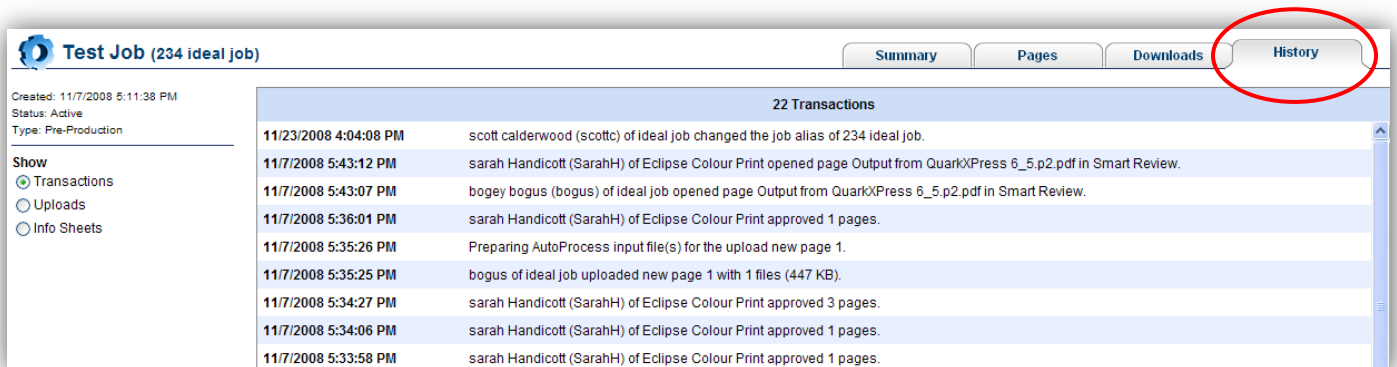 Test Job (234 ideal job)
Summary
Pages
Downloads
History
Created: 11/7/2008 5:11:38 PM
Status: Active
Type: Pre-Production
Show
Transactions
Uploads
Info Sheets
22 Transactions
11/23/2008 4:04:08 PM scott calderwood (scottc) of ideal job changed the job alias of 234 ideal job.
11/7/2008 5:43:12 PM sarah Handicott (SarahH) of Eclipse Colour Print opened page Output from QuarkXPress 6_5.p2.pdf in Smart Review.
11/7/2008 5:43:07 PM bogey bogus (bogus) of ideal job opened page Output from QuarkXPress 6_5.p2.pdf in Smart Review.
11/7/2008 5:36:01 PM sarah Handicott (SarahH) of Eclipse Colour Print approved 1 pages.
11/7/2008 5:35:26 PM Preparing AutoProcess input file(s) for the upload new page 1.
11/7/2008 5:35:25 PM bogus of ideal job uploaded new page 1 with 1 files (447 KB).
11/7/2008 5:34:27 PM sarah Handicott (SarahH) of Eclipse Colour Print approved 3 pages.
11/7/2008 5:34:06 PM sarah Handicott (SarahH) of Eclipse Colour Print approved 1 pages.
11/7/2008 5:33:58 PM sarah Handicott (SarahH) of Eclipse Colour Print approved 1 pages.